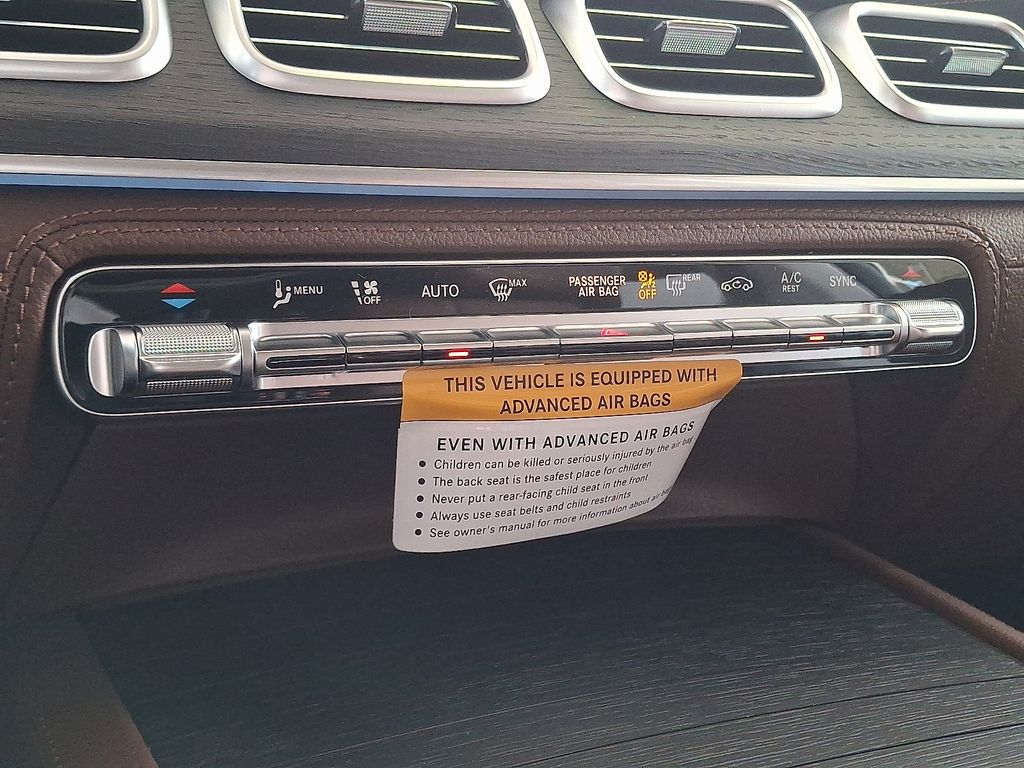 MENU
OFF
AUTO
MAX
PASSENGER
AIR BAG
OFF
REAR
A/C
REST
SYNC
THIS VEHICLE IS EQUIPPED WITH
ADVANCED AIR BAGS
EVEN WITH ADVANCED AIR BAGS
● Children can be killed or seriously injured by the air bag
● The back seat is the safest place for children
● Never put a rear-facing child seat in the front
● Always use seat belts and child restraints
● See owner's manual for more information about air